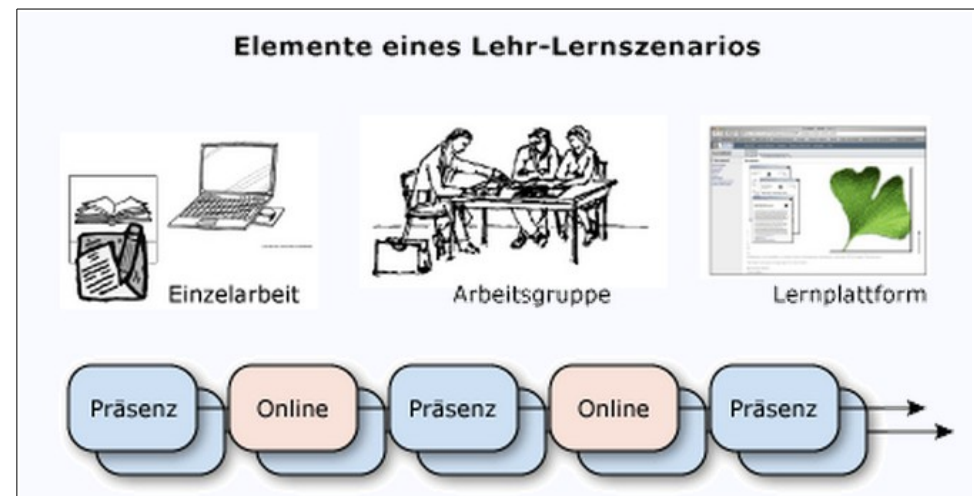 Elemente eines Lehr-Lernszenarios
Einzelarbeit
Arbeitsgruppe
Lernplattform
Präsenz
Online
Präsenz
Online
Präsenz